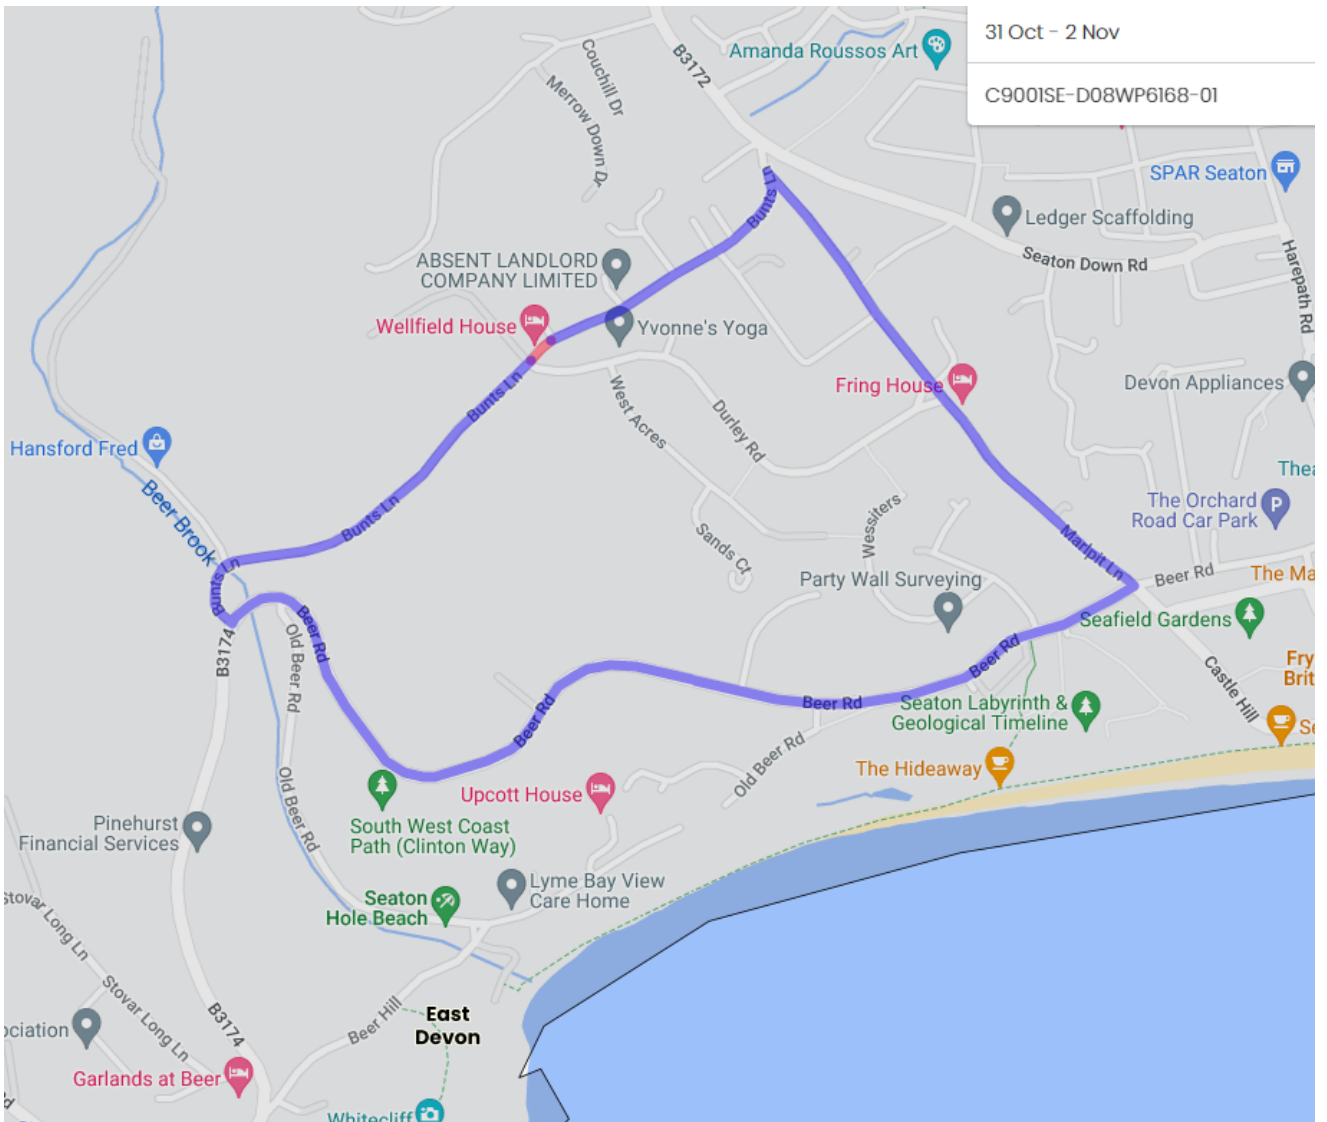 31 Oct - 2 Nov
C9001SE-D08WP6168-01
B3172
Amanda Roussos Art
Couchill Dr
Merrow Down Dr
SPAR Seaton
Bunts Ln
Ledger Scaffolding
Seaton Down Rd
Harepath Rd
ABSENT LANDLORD
COMPANY LIMITED
Wellfield House
Yvonne's Yoga
Fring House
Devon Appliances
Bunts Ln
West Acres
Durley Rd
Hansford Fred
Beer Brook
Bunts Ln
Wessiters
The Orchard
Road Car Park
Marlpit Ln
Sands Ct
Bunts Ln
Party Wall Surveying
Beer Rd
The Ma
Seafield Gardens
B3174
Old Beer Rd
Beer Rd
Beer Rd
Castle Hill
Fry
Brit
Beer Rd
Beer Rd
Seaton Labyrinth &
Geological Timeline
Se
Old Beer Rd
The Hideaway
Old Beer Rd
Upcott House
South West Coast
Path (Clinton Way)
Pinehurst
Financial Services
Seaton
Hole Beach
Lyme Bay View
Care Home
Stovar Long Ln
Stovar Long Ln
B3174
Beer Hill
East
Devon
ociation
Garlands at Beer
Whitecliff